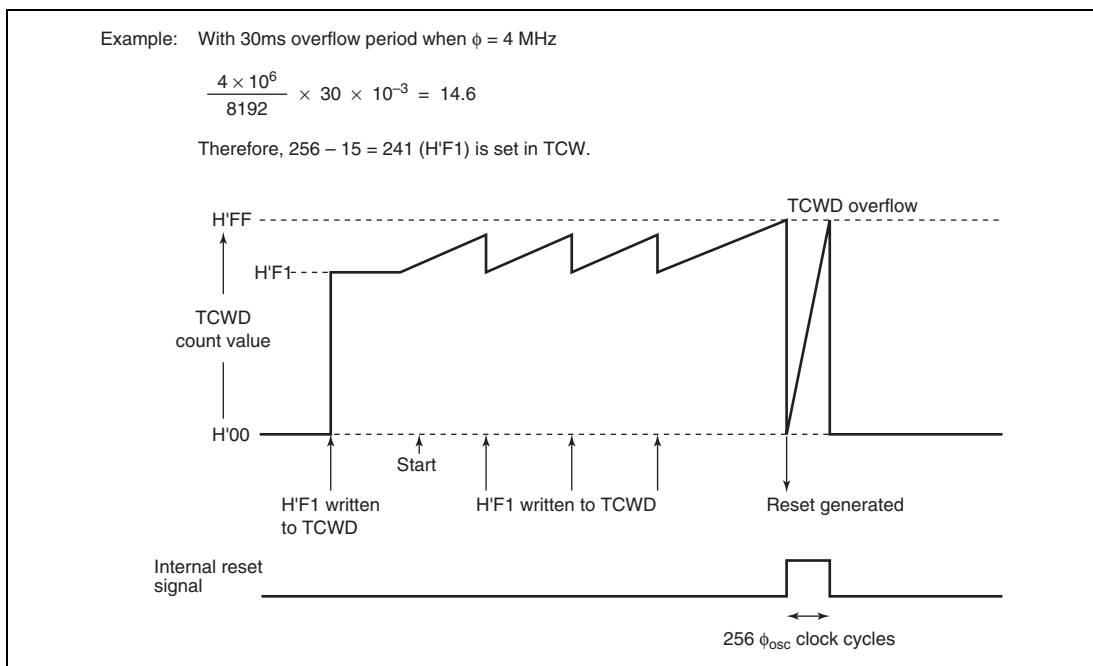 Example: With 30ms overflow period when ϕ = 4 MHz
4 × 10⁶
8192
× 30 × 10⁻³ = 14.6
Therefore, 256 – 15 = 241 (H'F1) is set in TCW.
TCWD overflow
H'FF
H'F1
TCWD
count value
H'00
Start
H'F1 written
to TCWD
H'F1 written to TCWD
Reset generated
Internal reset
signal
256 ϕosc clock cycles